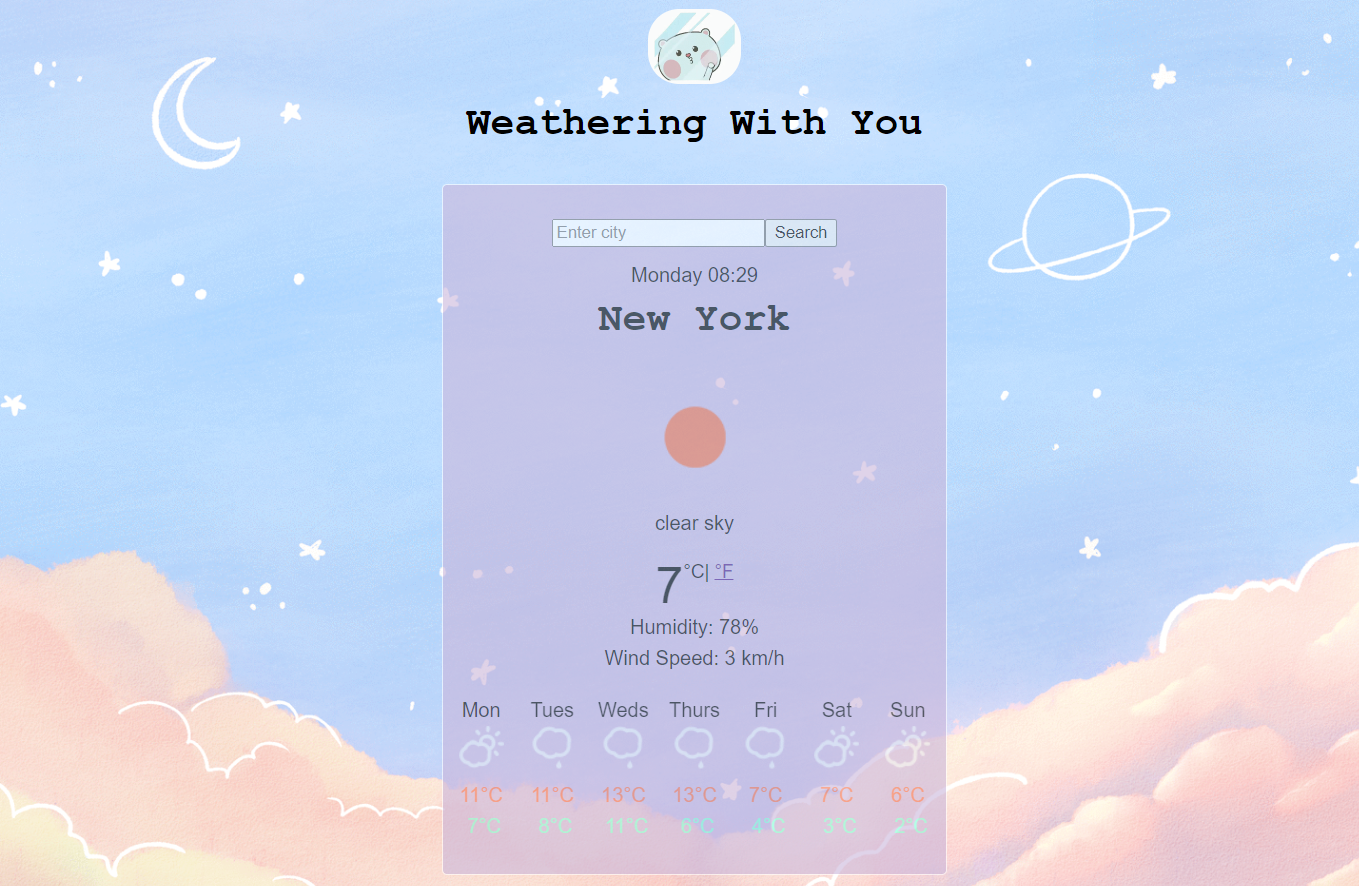 Weathering With You
Enter city Search
Monday 08:29
New York
clear sky
7°C| °F
Humidity: 78%
Wind Speed: 3 km/h
Mon Tues Weds Thurs Fri Sat Sun
11°C 11°C 13°C 13°C 7°C 7°C 6°C
7°C 8°C 11°C 6°C 4°C 3°C 2°C